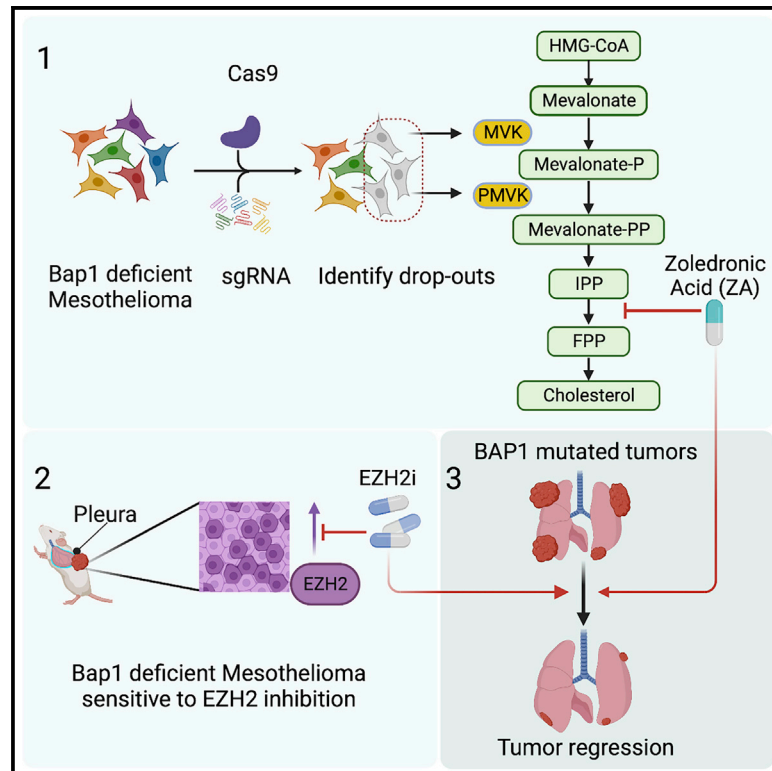 1
Cas9
Bap1 deficient
Mesothelioma
sgRNA
Identify drop-outs
MVK
PMVK
HMG-CoA
Mevalonate
Mevalonate-P
Mevalonate-PP
IPP
FPP
Cholesterol
Zoledronic
Acid (ZA)
2
Pleura
EZH2
EZH2i
Bap1 deficient Mesothelioma
sensitive to EZH2 inhibition
3
BAP1 mutated tumors
Tumor regression